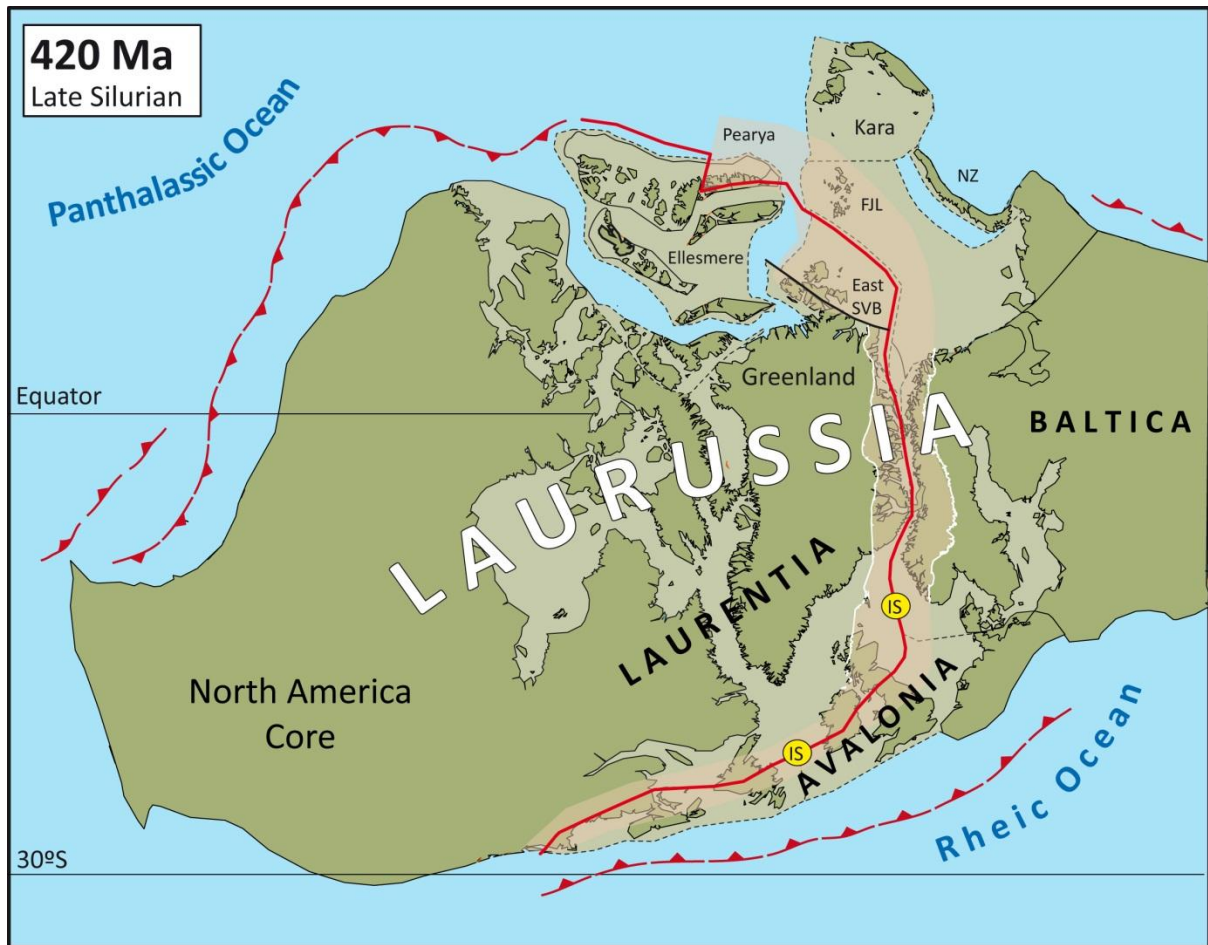 420 Ma
Late Silurian
Panthalassic Ocean
Pearya
Kara
NZ
FJL
Ellesmere
East
SVB
Greenland
Equator
BALTICA
LAURUSSIA
LAURENTIA
IS
AVALONIA
North America
Core
IS
Rheic Ocean
30ºS